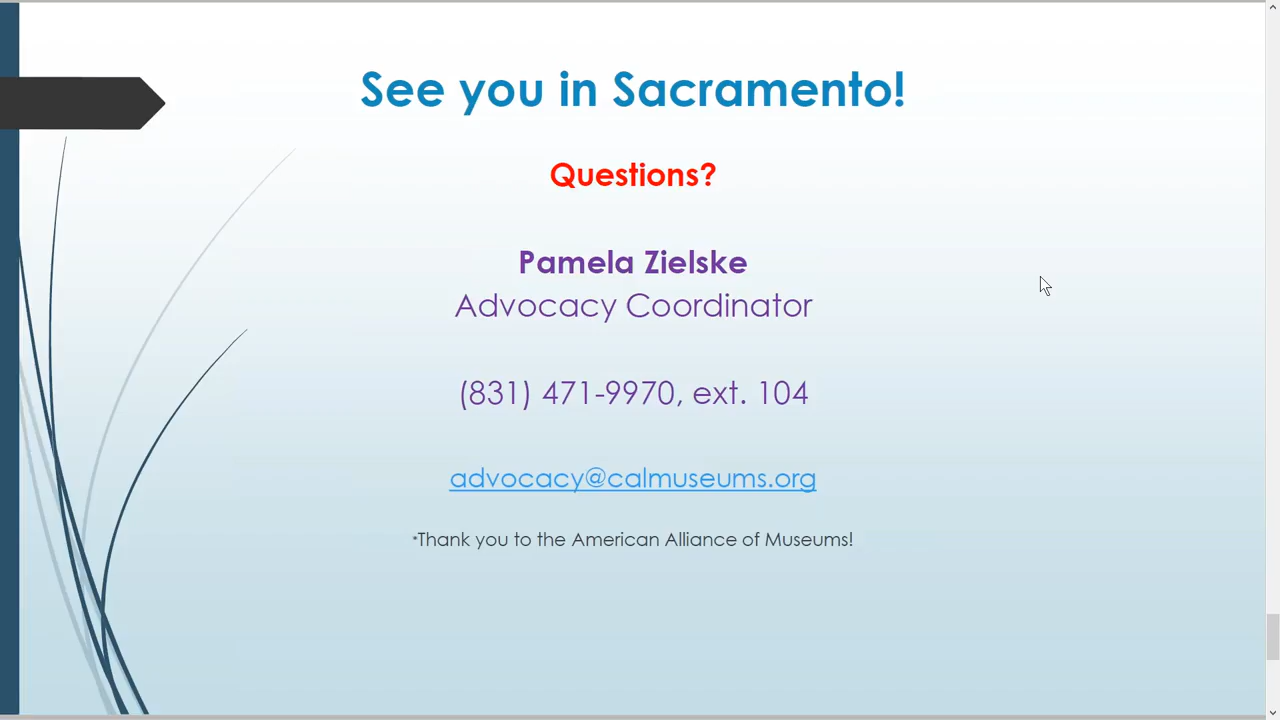 See you in Sacramento!
Questions?
Pamela Zielske
Advocacy Coordinator
(831) 471-9970, ext. 104
advocacy@calmuseums.org
*Thank you to the American Alliance of Museums!